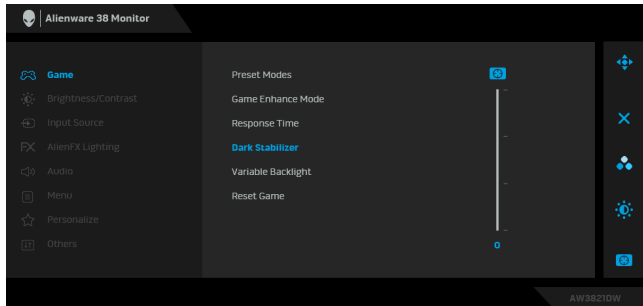 Alienware 38 Monitor
Game
Brightness/Contrast
Input Source
FX AlienFX Lighting
Audio
Menu
Personalize
Others
Preset Modes
Game Enhance Mode
Response Time
Dark Stabilizer
Variable Backlight
Reset Game
0
AW3821DW